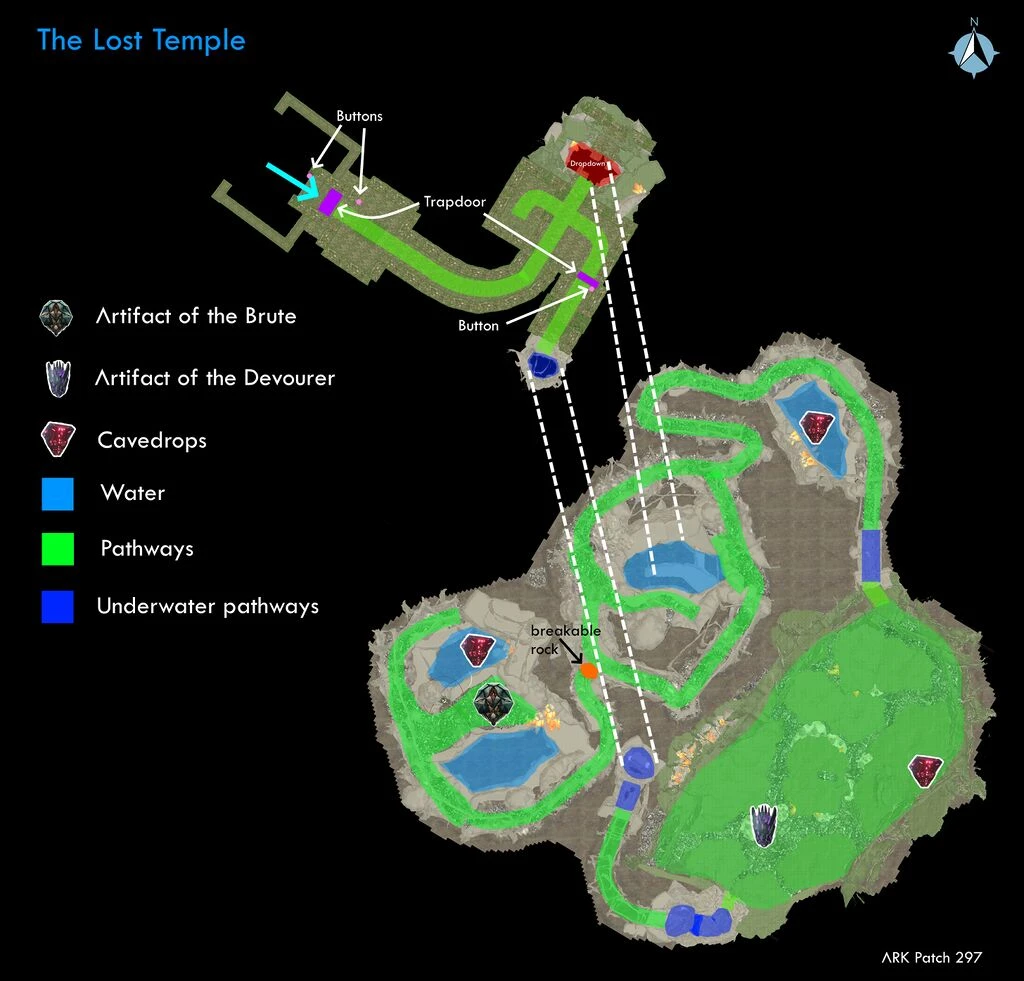 The Lost Temple
N
Buttons
Dropdown
Trapdoor
Button
Artifact of the Brute
Artifact of the Devourer
Cavedrops
Water
Pathways
Underwater pathways
breakable
rock
ARK Patch 297